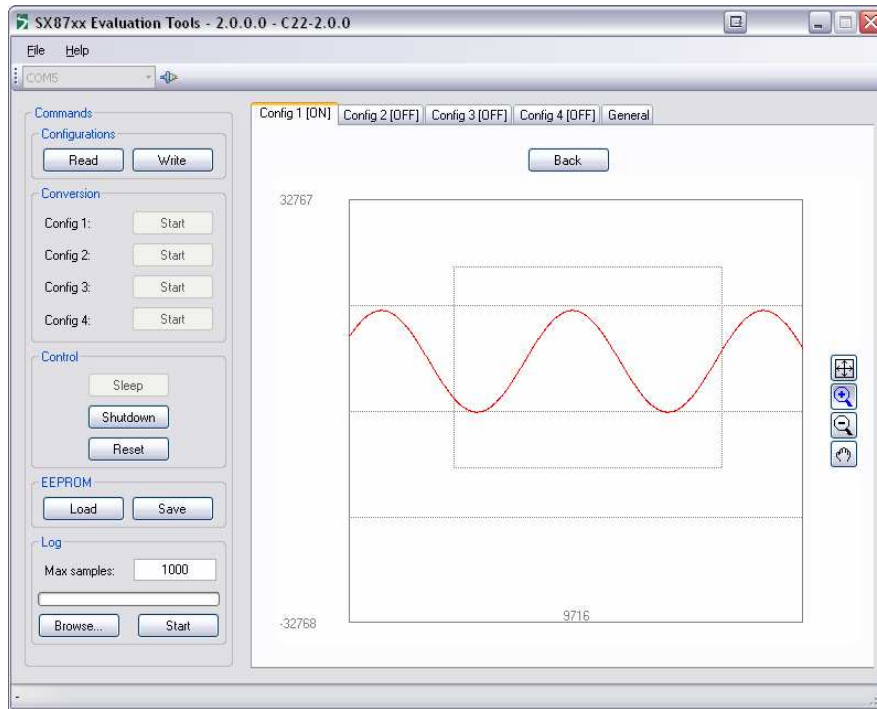 SX87xx Evaluation Tools - 2.0.0.0 - C22-2.0.0
File Help
COM5
Commands
Configurations
Read Write
Conversion
Config 1: Start
Config 2: Start
Config 3: Start
Config 4: Start
Control
Sleep
Shutdown
Reset
EEPROM
Load Save
Log
Max samples: 1000
Browse... Start
Config 1 [ON] Config 2 [OFF] Config 3 [OFF] Config 4 [OFF] General
Back
32767
-32768
9716
-